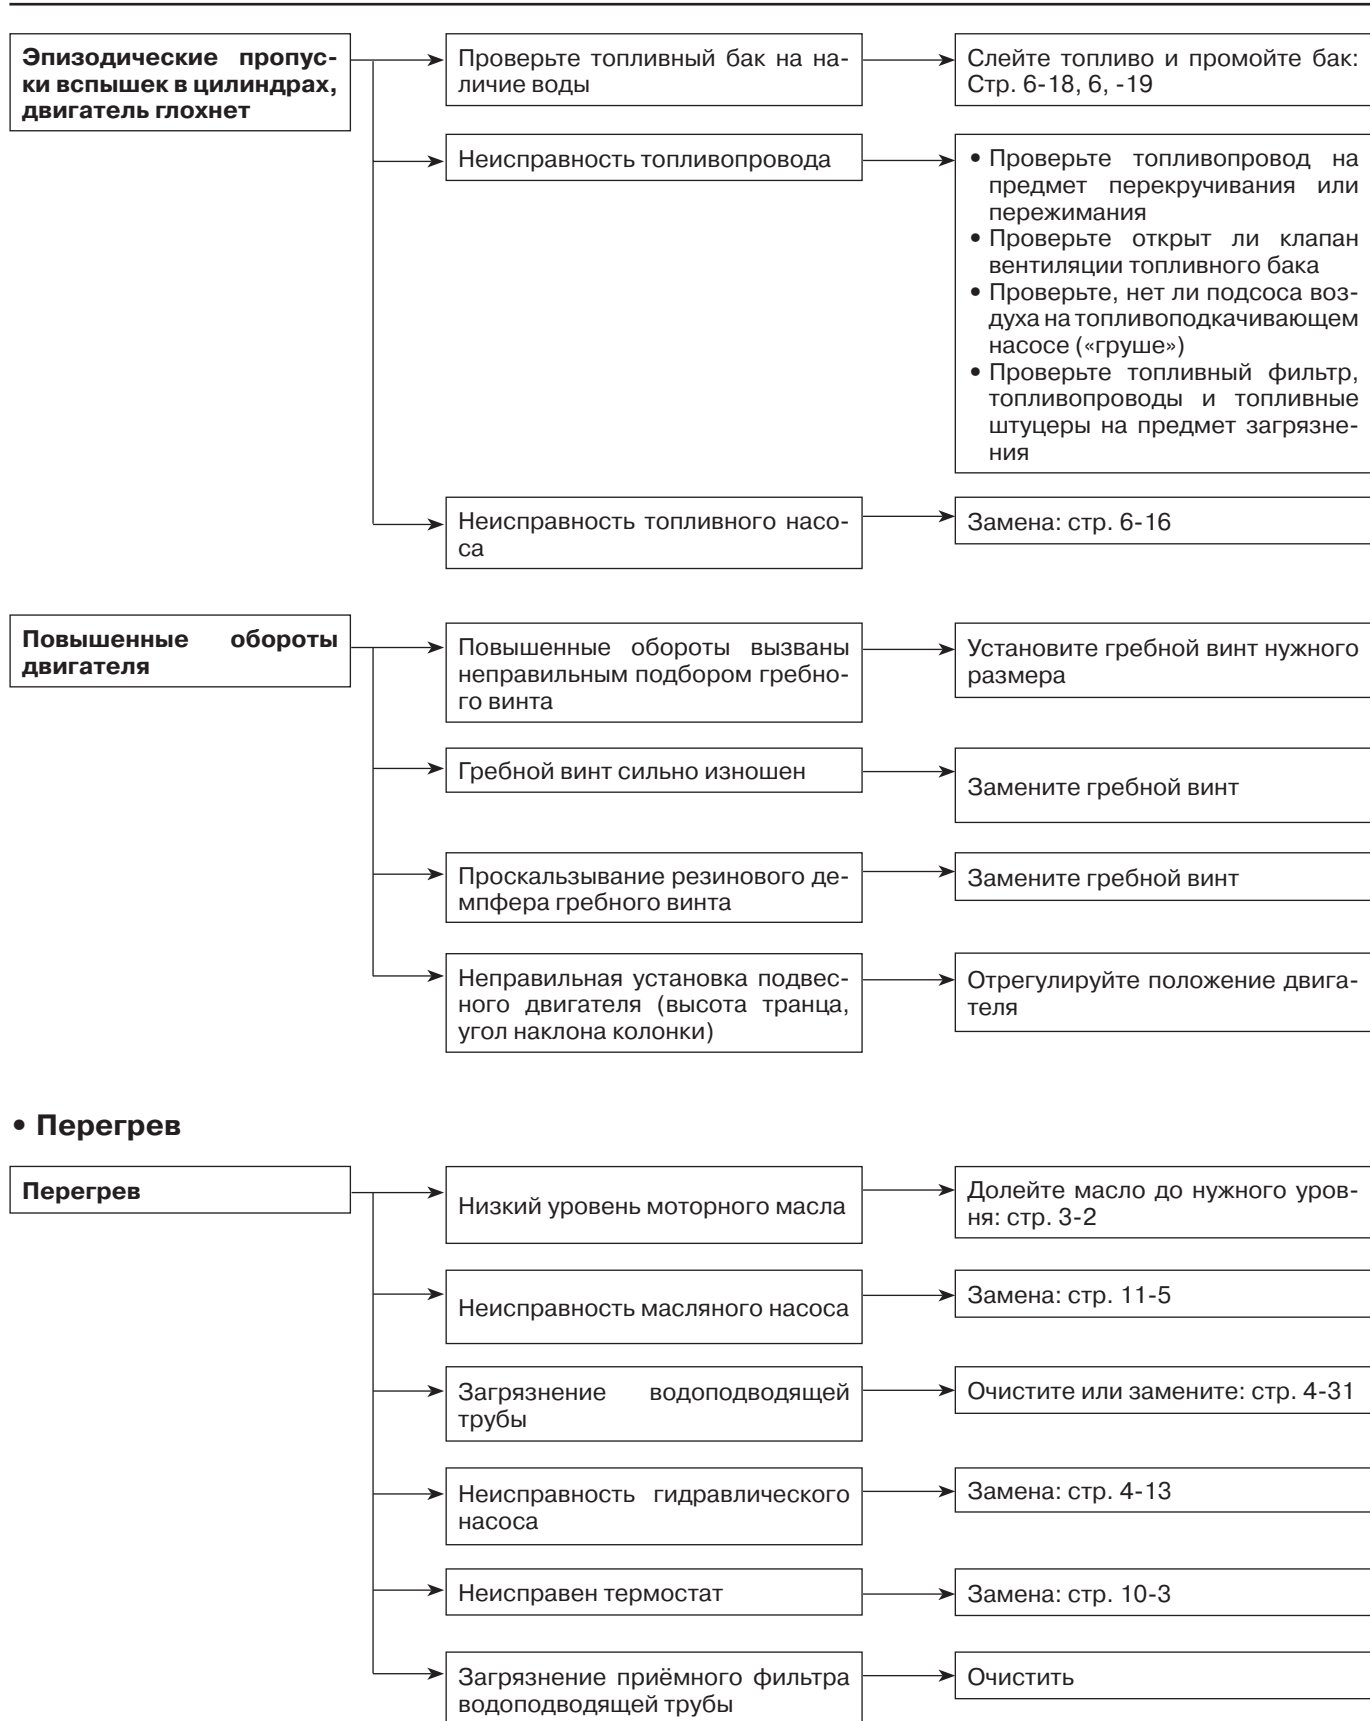 Эпизодические пропус-
ки вспышек в цилиндрах,
двигатель глохнет
Проверьте топливный бак на на-
личие воды
Слейте топливо и промойте бак:
Стр. 6-18, 6, -19
Неисправность топливопровода
• Проверьте топливопровод на
предмет перекручивания или
пережимания
• Проверьте открыт ли клапан
вентиляции топливного бака
• Проверьте, нет ли подсоса воз-
духа на топливоподкачивающем
насосе («груше»)
• Проверьте топливный фильтр,
топливопроводы и топливные
штуцеры на предмет загрязне-
ния
Неисправность топливного насо-
са
Замена: стр. 6-16
Повышенные обороты
двигателя
Повышенные обороты вызваны
неправильным подбором гребно-
го винта
Установите гребной винт нужного
размера
Гребной винт сильно изношен
Замените гребной винт
Проскальзывание резинового де-
мпфера гребного винта
Замените гребной винт
Неправильная установка подвес-
ного двигателя (высота транца,
угол наклона колонки)
Отрегулируйте положение двига-
теля
• Перегрев
Перегрев
Низкий уровень моторного масла
Долейте масло до нужного уров-
ня: стр. 3-2
Неисправность масляного насоса
Замена: стр. 11-5
Загрязнение водоподводящей
трубы
Очистите или замените: стр. 4-31
Неисправность гидравлического
насоса
Замена: стр. 4-13
Неисправен термостат
Замена: стр. 10-3
Загрязнение приёмного фильтра
водоподводящей трубы
Очистить